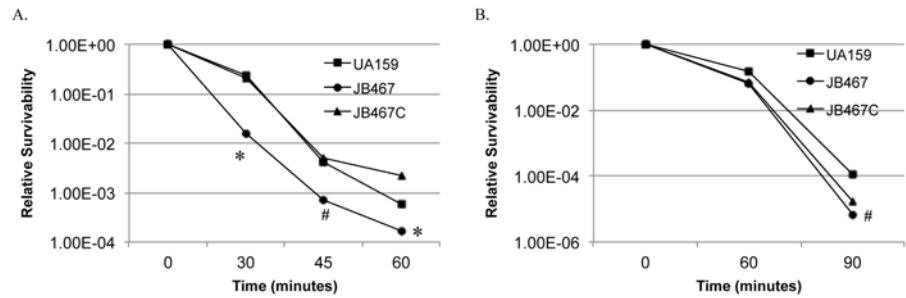 A.
Relative Survivability
1.00E+00
1.00E-01
1.00E-02
1.00E-03
1.00E-04
UA159
JB467
JB467C
*
#
*
0 30 45 60
Time (minutes)
B.
Relative Survivability
1.00E+00
1.00E-02
1.00E-04
1.00E-06
UA159
JB467
JB467C
#
0 60 90
Time (minutes)